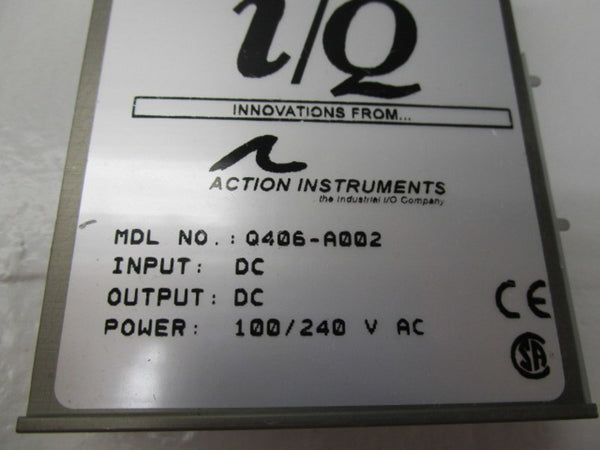 i/Q
INNOVATIONS FROM...
ACTION INSTRUMENTS
the Industrial I/O Company
MDL NO.: Q406-A002
INPUT: DC
OUTPUT: DC
POWER: 100/240 V AC
CE
SA